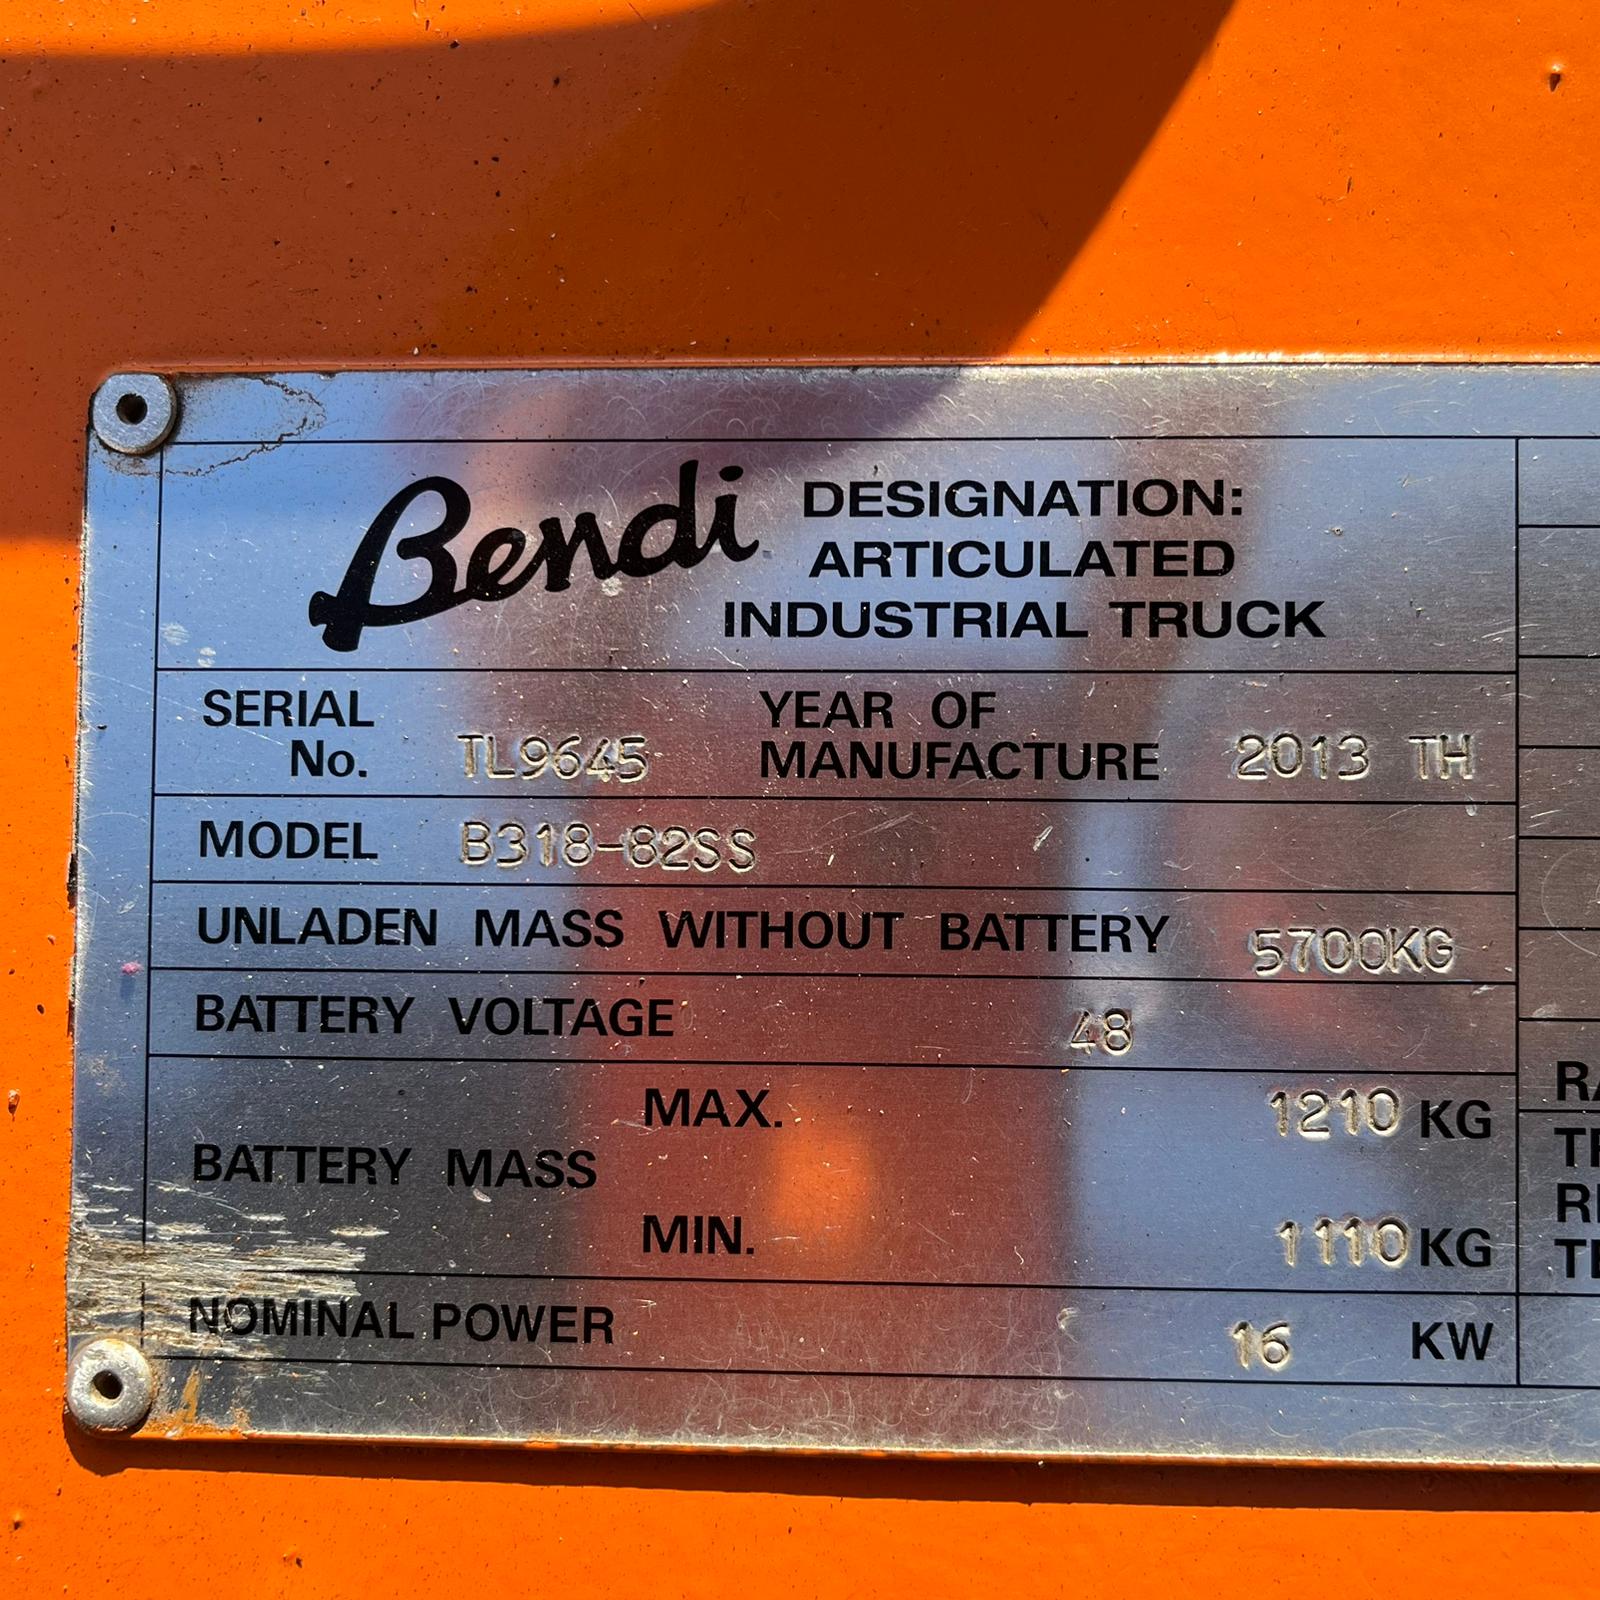 Bendi
DESIGNATION:
ARTICULATED
INDUSTRIAL TRUCK
SERIAL No. TL9645
YEAR OF MANUFACTURE 2013 TH
MODEL B318-82SS
UNLADEN MASS WITHOUT BATTERY 5700KG
BATTERY VOLTAGE 48
BATTERY MASS
MAX. 1210 KG
MIN. 1110 KG
NOMINAL POWER 16 KW